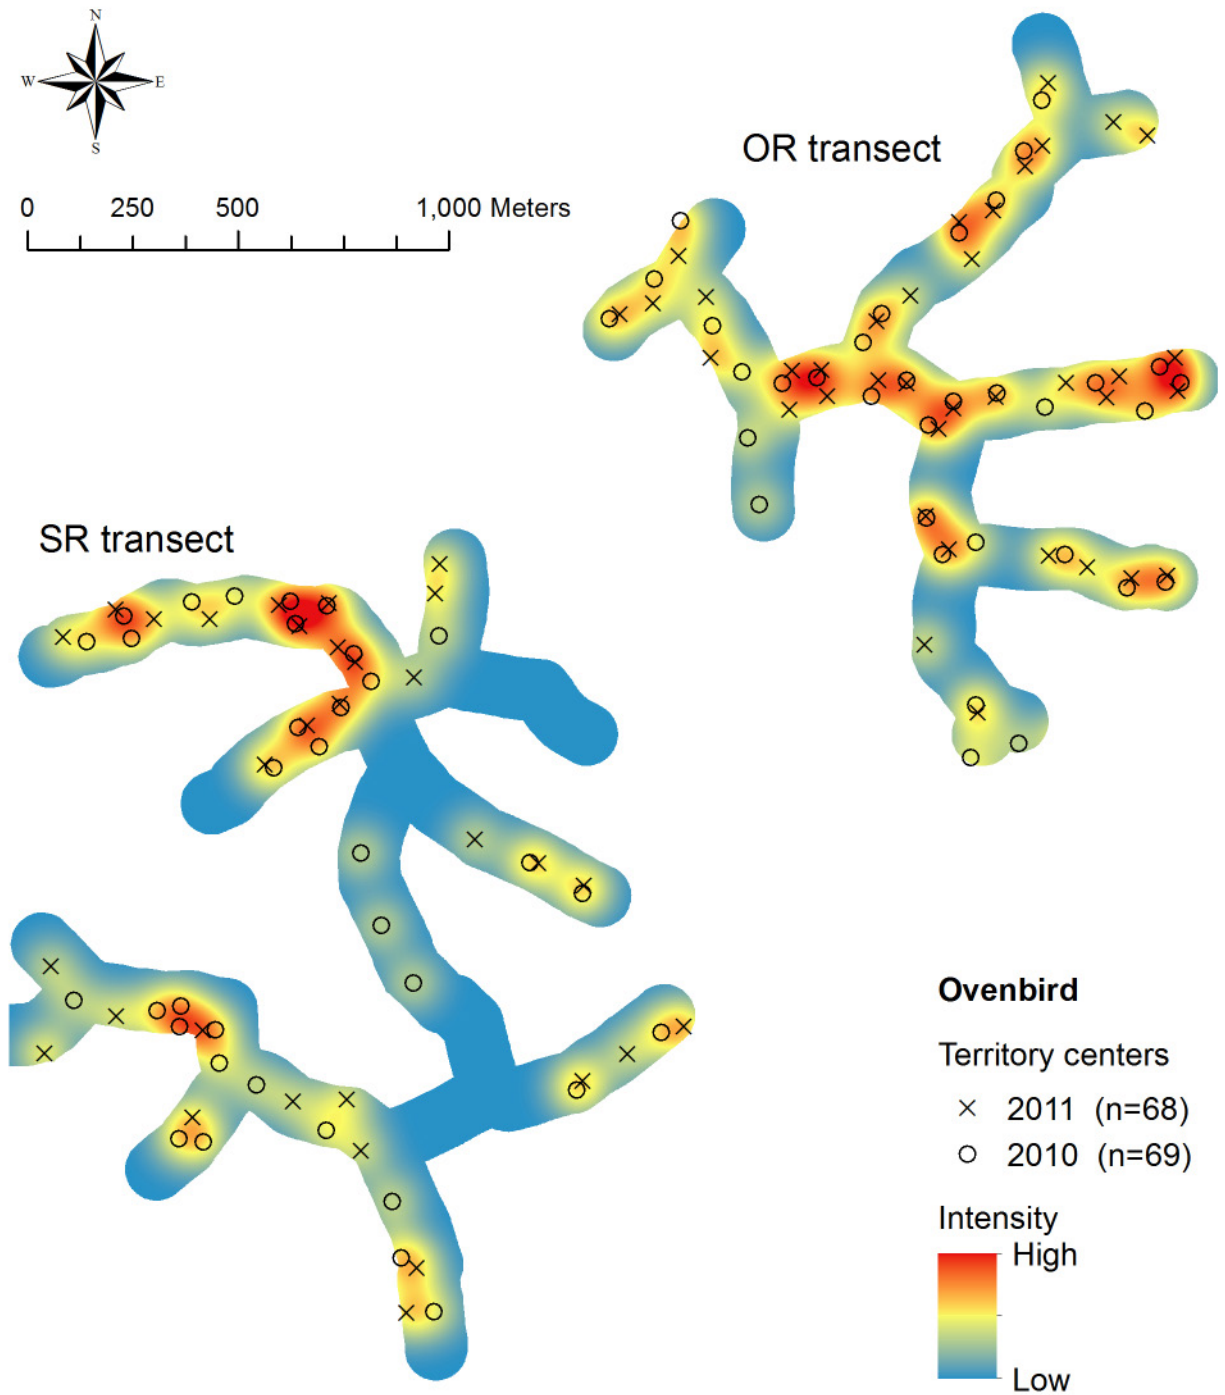 N
W E
S
OR transect
0 250 500 1,000 Meters
SR transect
Ovenbird
Territory centers
2011 (n=68)
2010 (n=69)
Intensity
High
Low